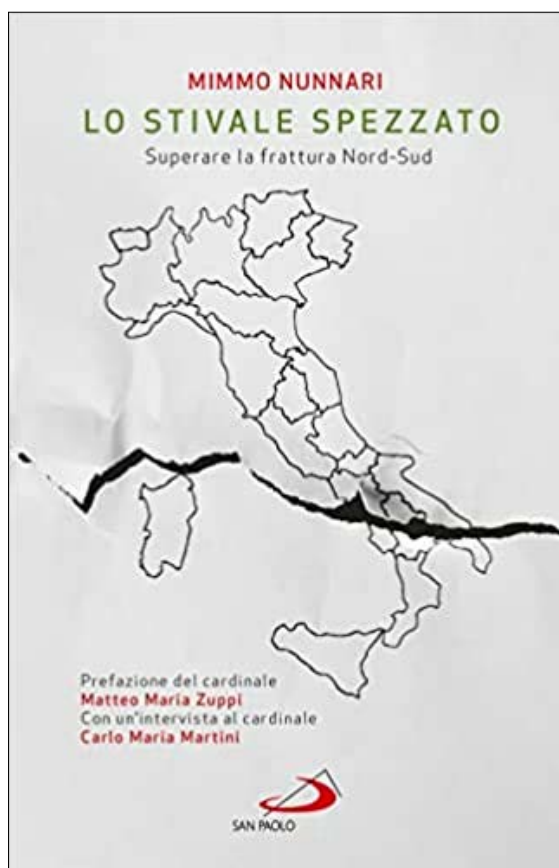 MIMMO NUNNARI
LO STIVALE SPEZZATO
Superare la frattura Nord-Sud
Prefazione del cardinale
Matteo Maria Zuppi
Con un'intervista al cardinale
Carlo Maria Martini
SAN PAOLO